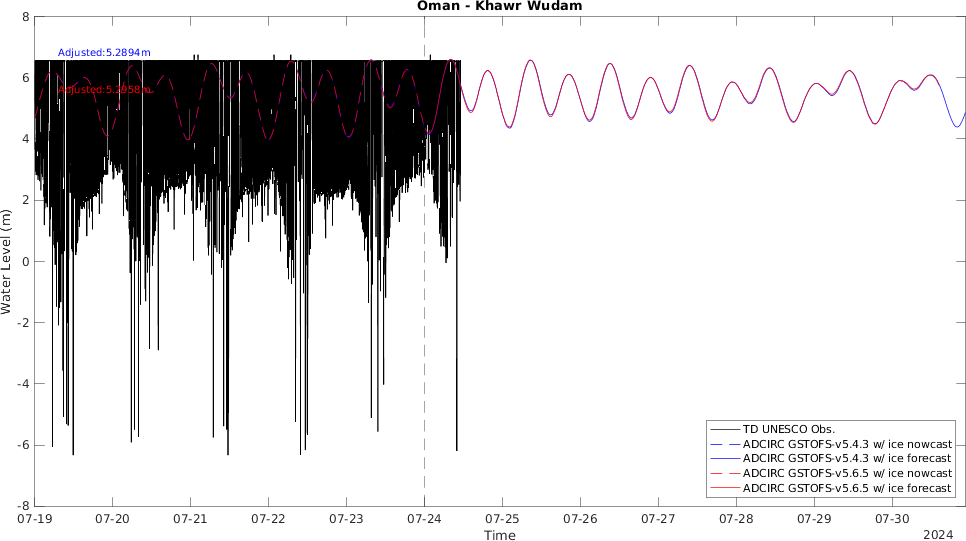 Oman - Khawr Wudam
8
6
4
2
0
-2
-4
-6
-8
Water Level (m)
Adjusted:5.2894m
Adjusted:5.2958m
TD UNESCO Obs.
ADCIRC GSTOFS-v5.4.3 w/ ice nowcast
ADCIRC GSTOFS-v5.4.3 w/ ice forecast
ADCIRC GSTOFS-v5.6.5 w/ ice nowcast
ADCIRC GSTOFS-v5.6.5 w/ ice forecast
07-19 07-20 07-21 07-22 07-23 07-24 07-25 07-26 07-27 07-28 07-29 07-30
Time
2024